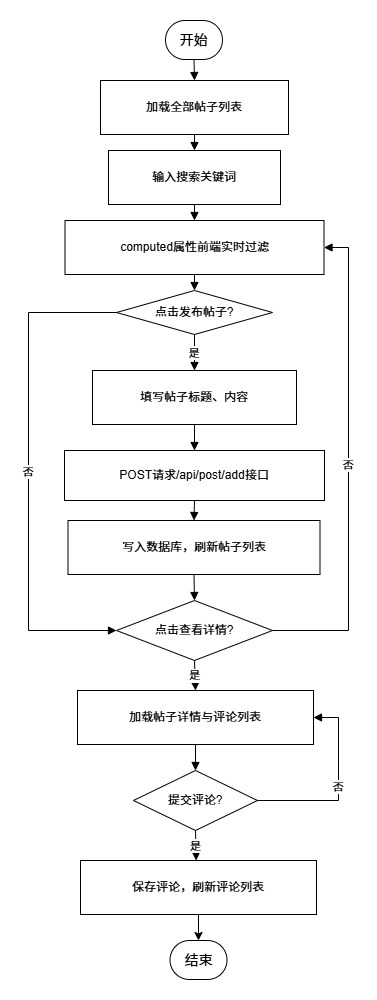 开始
加载全部帖子列表
输入搜索关键词
computed属性前端实时过滤
点击发布帖子?
是
填写帖子标题、内容
否
否
POST请求/api/post/add接口
写入数据库，刷新帖子列表
点击查看详情?
是
加载帖子详情与评论列表
提交评论?
否
是
保存评论，刷新评论列表
结束